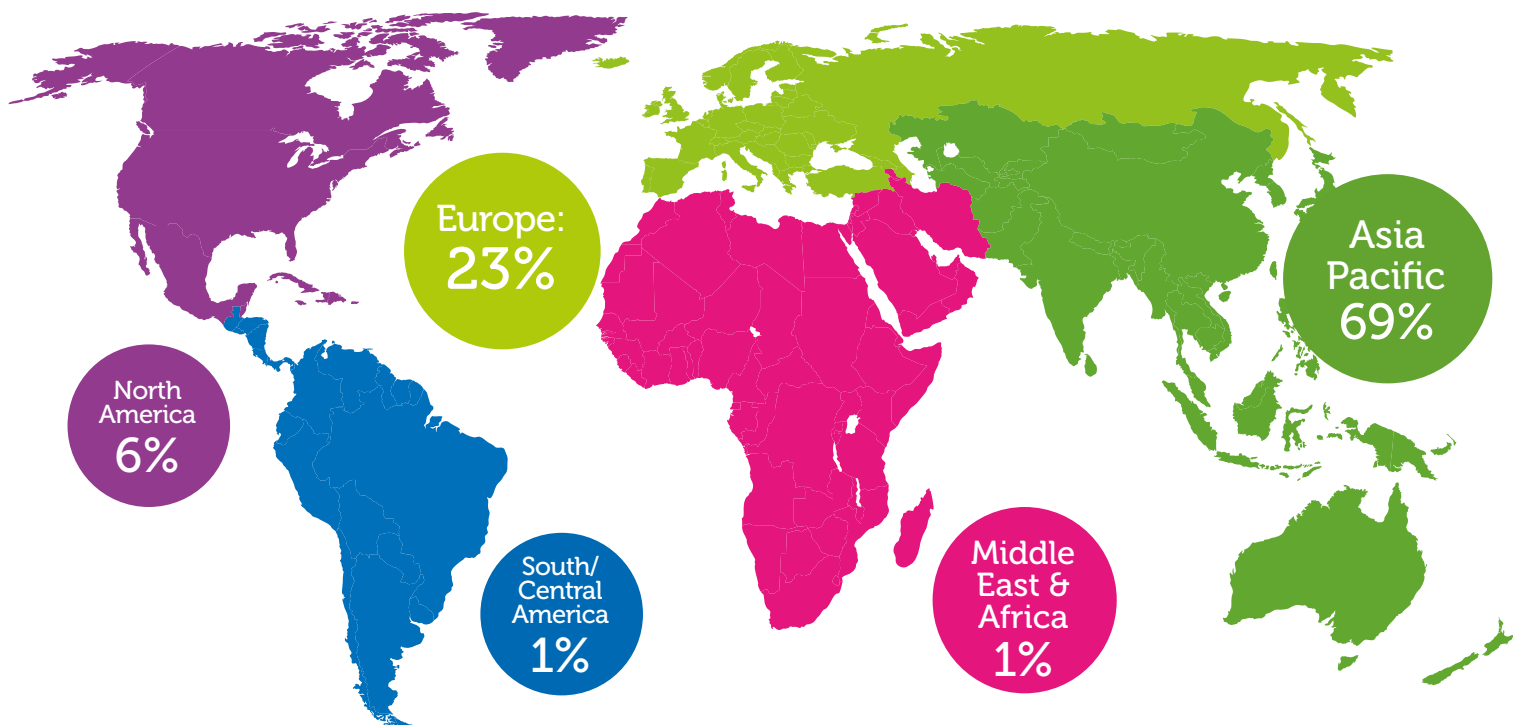 Europe:
23%
Asia
Pacific
69%
North
America
6%
South/
Central
America
1%
Middle
East &
Africa
1%